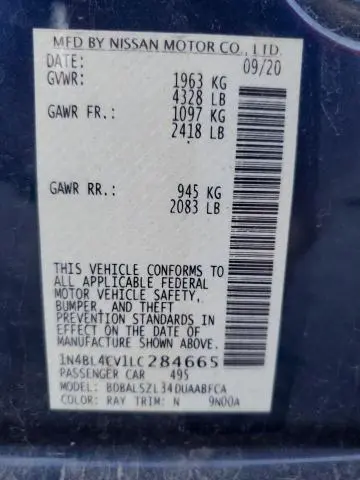 MFD BY NISSAN MOTOR CO., LTD.
DATE: 09/20
GVWR: 1963 KG
4328 LB
GAWR FR.: 1097 KG
2418 LB
GAWR RR.: 945 KG
2083 LB
THIS VEHICLE CONFORMS TO
ALL APPLICABLE FEDERAL
MOTOR VEHICLE SAFETY,
BUMPER, AND THEFT
PREVENTION STANDARDS IN
EFFECT ON THE DATE OF
MANUFACTURE SHOWN ABOVE.
1N4BL4CV1LC284665
PASSENGER CAR 495
MODEL: BDBALSZL34DUAABFCA
COLOR: RAY TRIM: N 9N00A